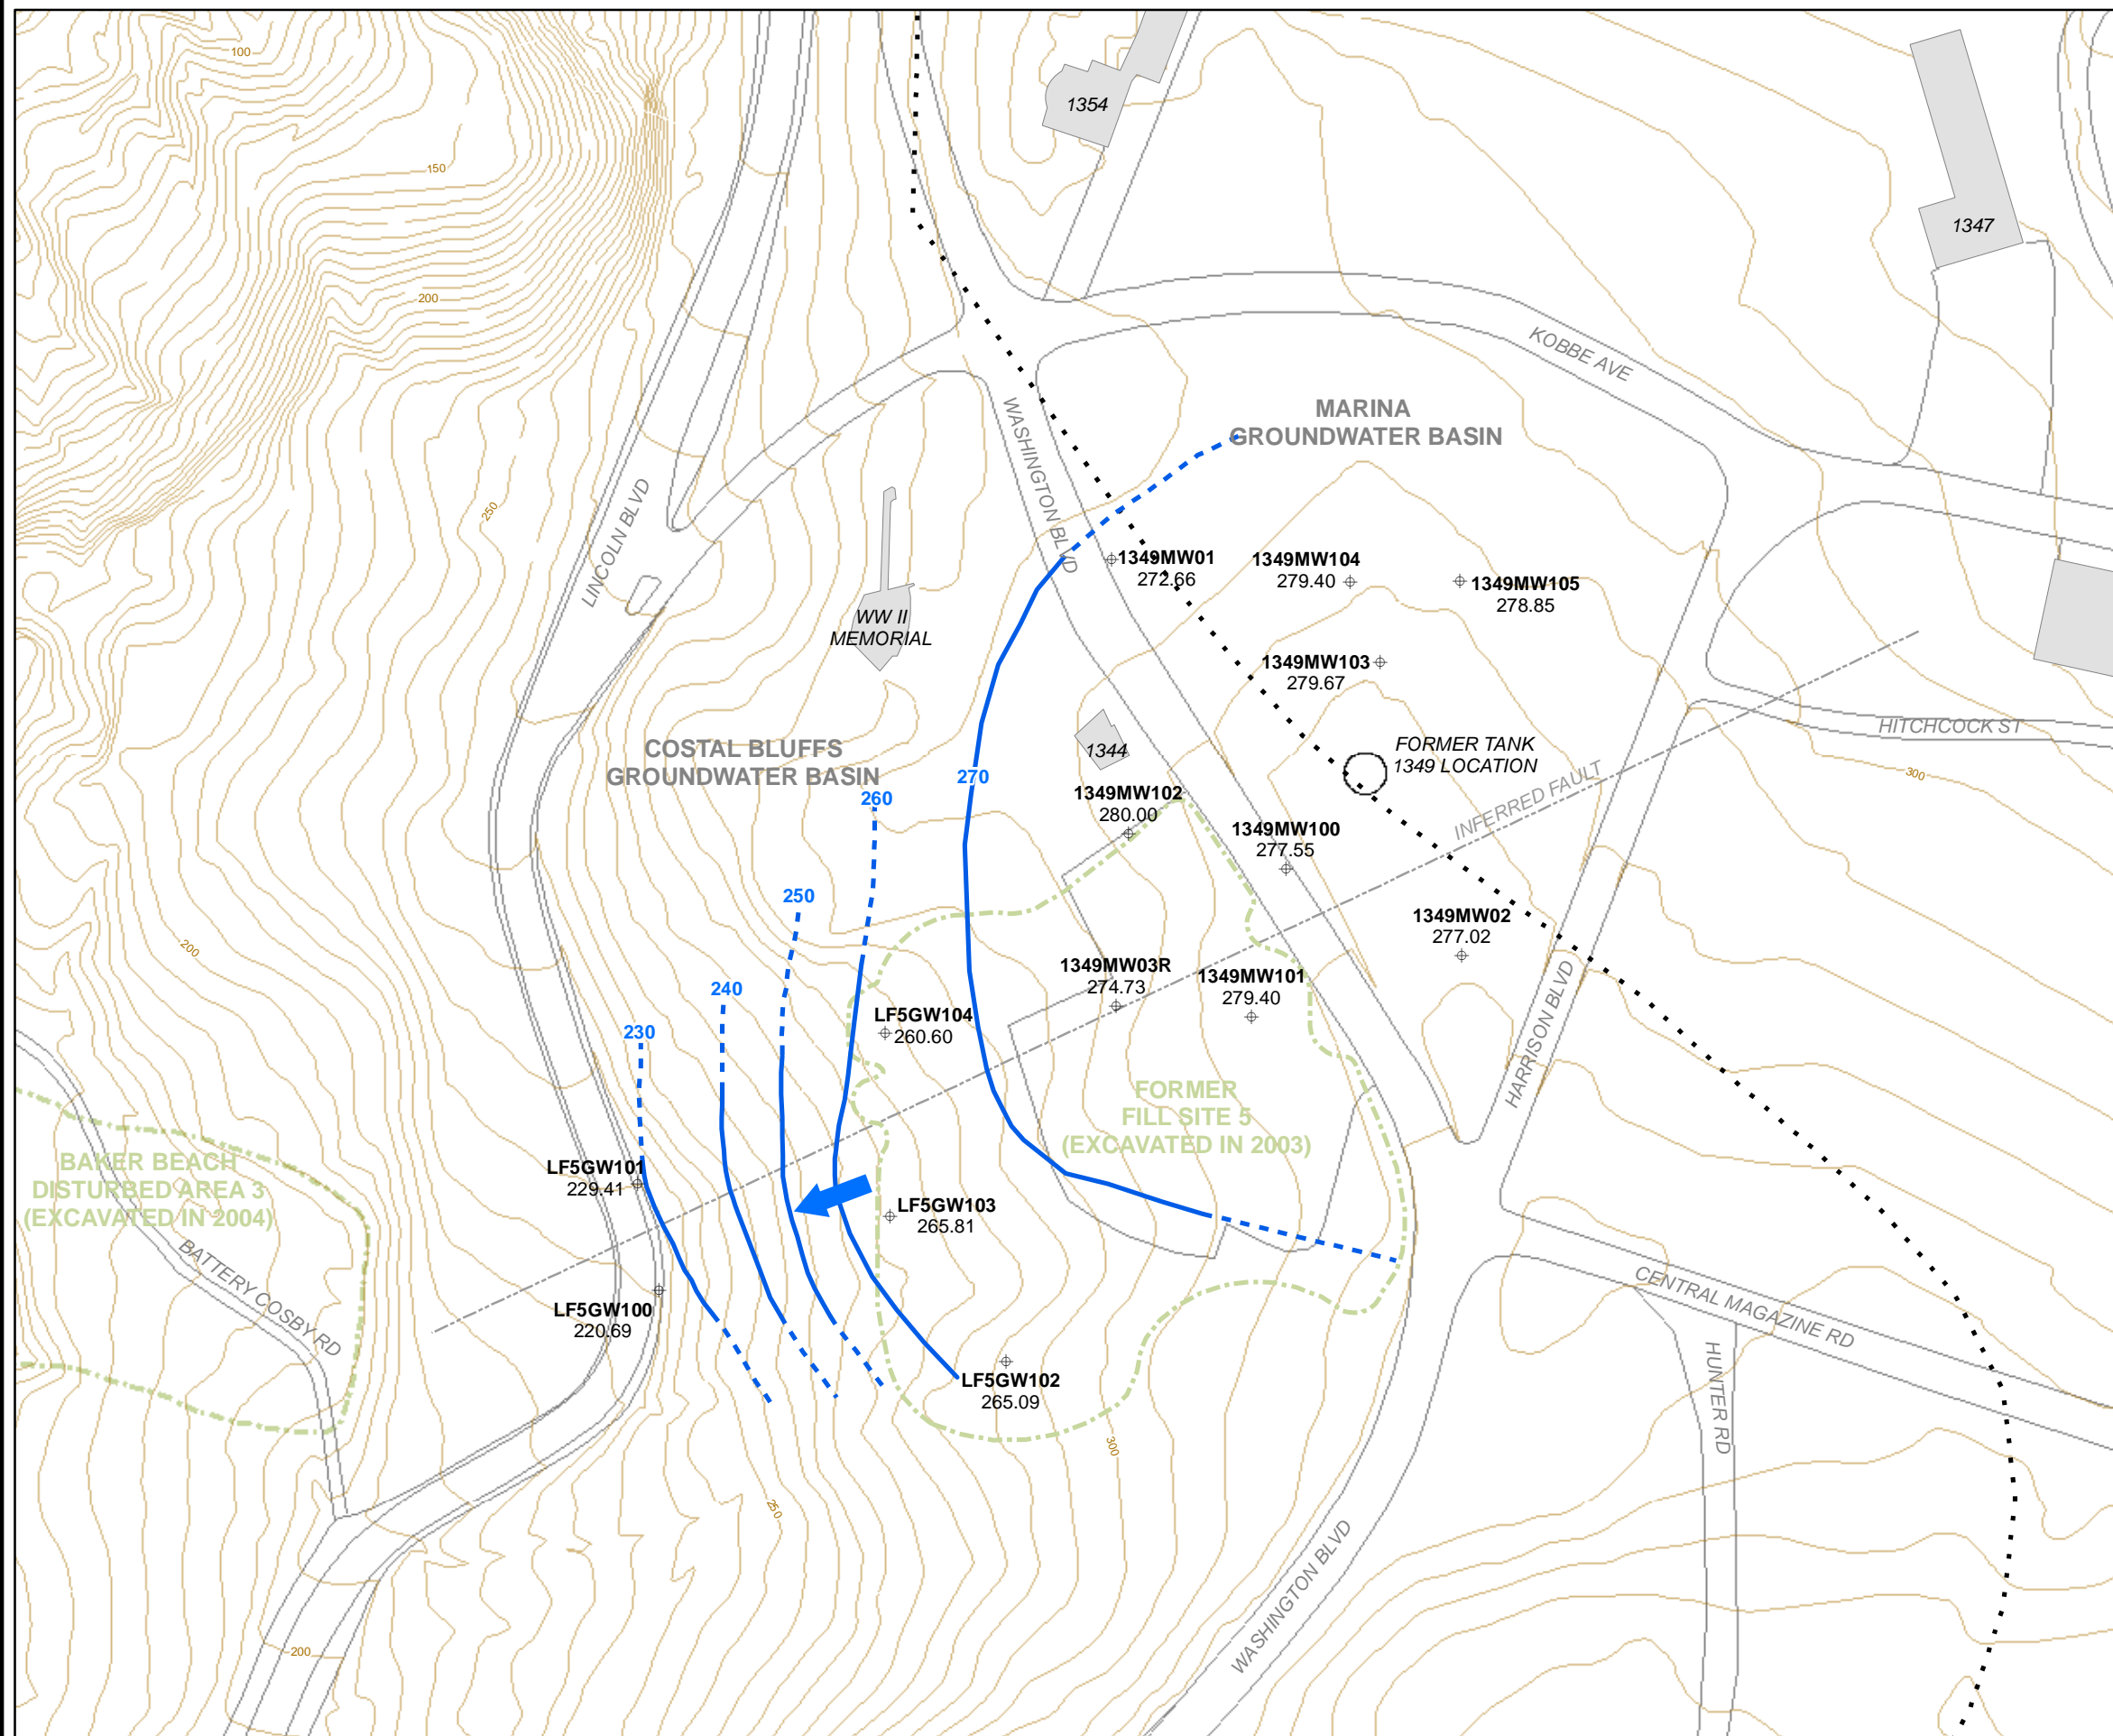 100
1354
150
1347
200
KOBBE AVE
MARINA
GROUNDWATER BASIN
WASHINGTON BLVD
250
LINCOLN BLVD
1349MW01
272.66
1349MW104
279.40
1349MW105
278.85
WW II
MEMORIAL
1349MW103
279.67
HITCHCOCK ST
COSTAL BLUFFS
GROUNDWATER BASIN
1344
FORMER TANK
1349 LOCATION
270
260
300
INFERRED FAULT
1349MW102
280.00
1349MW100
277.55
250
1349MW02
277.02
200
240
1349MW03R
274.73
1349MW101
279.40
230
LF5GW104
260.60
HARRISON BLVD
FORMER
FILL SITE 5
(EXCAVATED IN 2003)
BAKER BEACH
DISTURBED AREA 3
(EXCAVATED IN 2004)
LF5GW101
229.41
LF5GW103
265.81
BATTERY COSBY RD
LF5GW100
220.69
CENTRAL MAGAZINE RD
HUNTER RD
LF5GW102
265.09
300
250
WASHINGTON BLVD
200